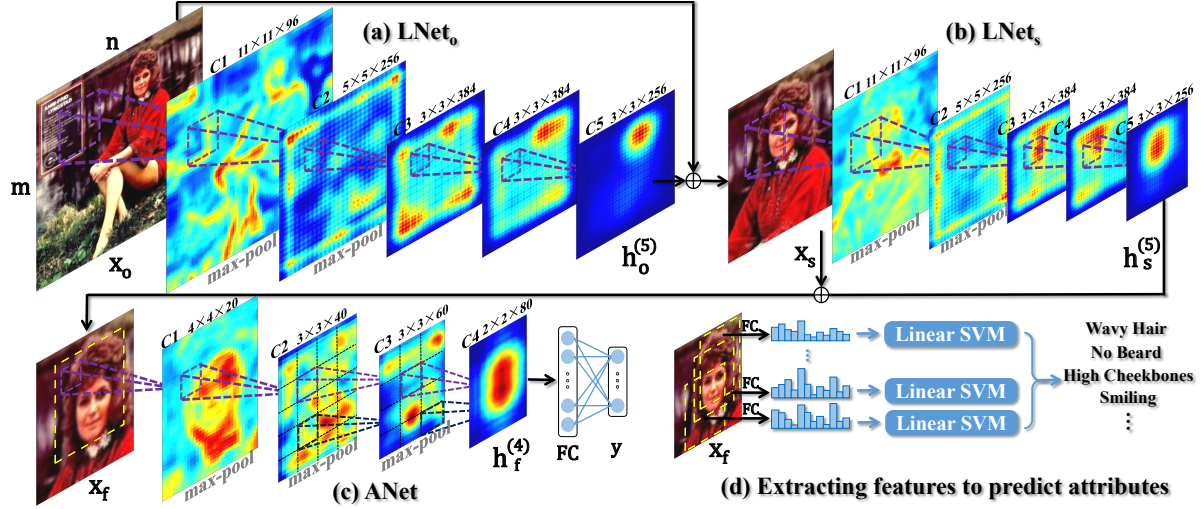 (a) LNet_o
n
m
C1 11×11×96
C2 5×5×256
C3 3×3×384
C4 3×3×384
C5 3×3×256
max-pool
max-pool
x_o
h_o^(5)
(b) LNet_s
C1 11×11×96
C2 5×5×256
C3 3×3×384
C4 3×3×384
C5 3×3×256
max-pool
max-pool
x_s
h_s^(5)
C1 4×4×20
C2 3×3×40
C3 3×3×60
C4 2×2×80
max-pool
max-pool
max-pool
x_f
h_f^(4)
FC
y
(c) ANet
FC
Linear SVM
FC
Linear SVM
FC
Linear SVM
Wavy Hair
No Beard
High Cheekbones
Smiling
x_f
(d) Extracting features to predict attributes